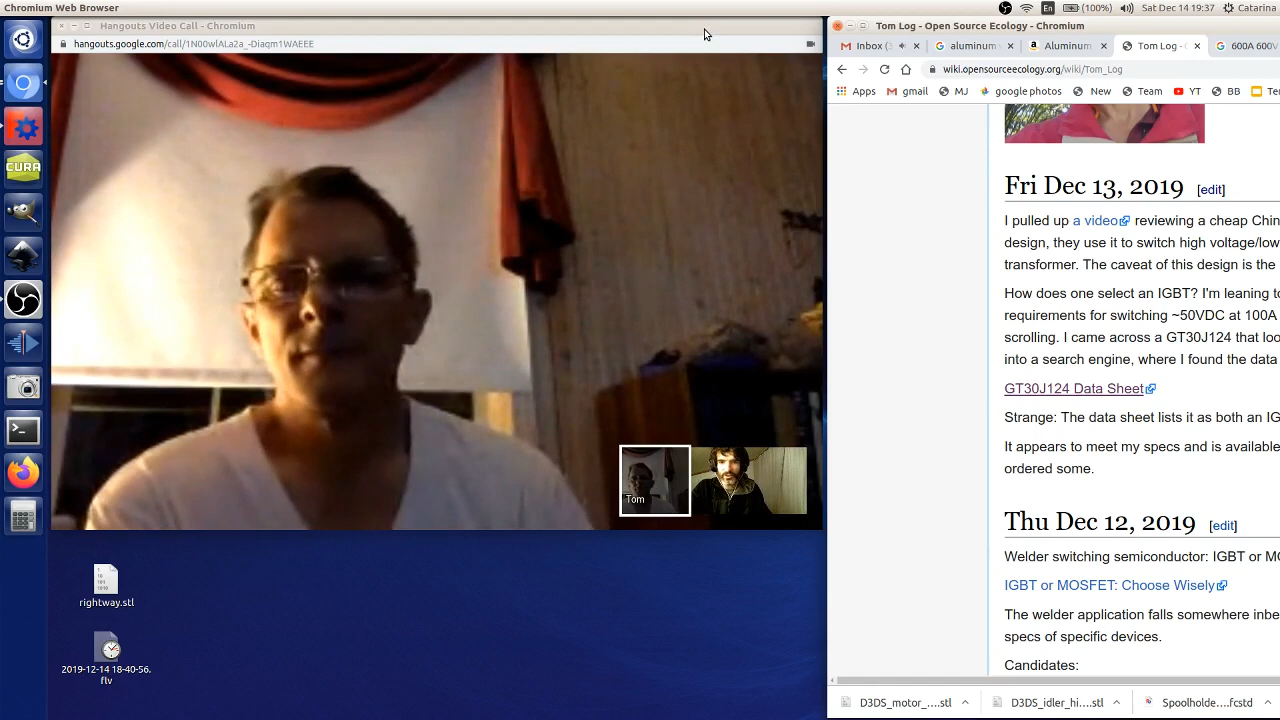 Chromium Web Browser
En
(100%)
Sat Dec 14 19:37
Catarina
Hangouts Video Call - Chromium
hangouts.google.com/call/1N00wlALa2a_-Diaqm1WAEEE
CURA
Tom
rightway.stl
2019-12-14 18-40-56.
flv
Tom Log - Open Source Ecology - Chromium
Inbox (
aluminum
Aluminum
Tom Log - 
wiki.opensourceecology.org/wiki/Tom_Log
Apps
gmail
MJ
google photos
New
Team
YT
BB
Fri Dec 13, 2019 [edit]
I pulled up a video reviewing a cheap Chin
design, they use it to switch high voltage/low
transformer. The caveat of this design is the
How does one select an IGBT? I'm leaning to
requirements for switching ~50VDC at 100A
scrolling. I came across a GT30J124 that loo
into a search engine, where I found the data
GT30J124 Data Sheet
Strange: The data sheet lists it as both an IG
It appears to meet my specs and is available
ordered some.
Thu Dec 12, 2019 [edit]
Welder switching semiconductor: IGBT or MO
IGBT or MOSFET: Choose Wisely
The welder application falls somewhere inbe
specs of specific devices.
Candidates:
D3DS_motor_....stl
D3DS_idler_hi....stl
Spoolholde....fcstd